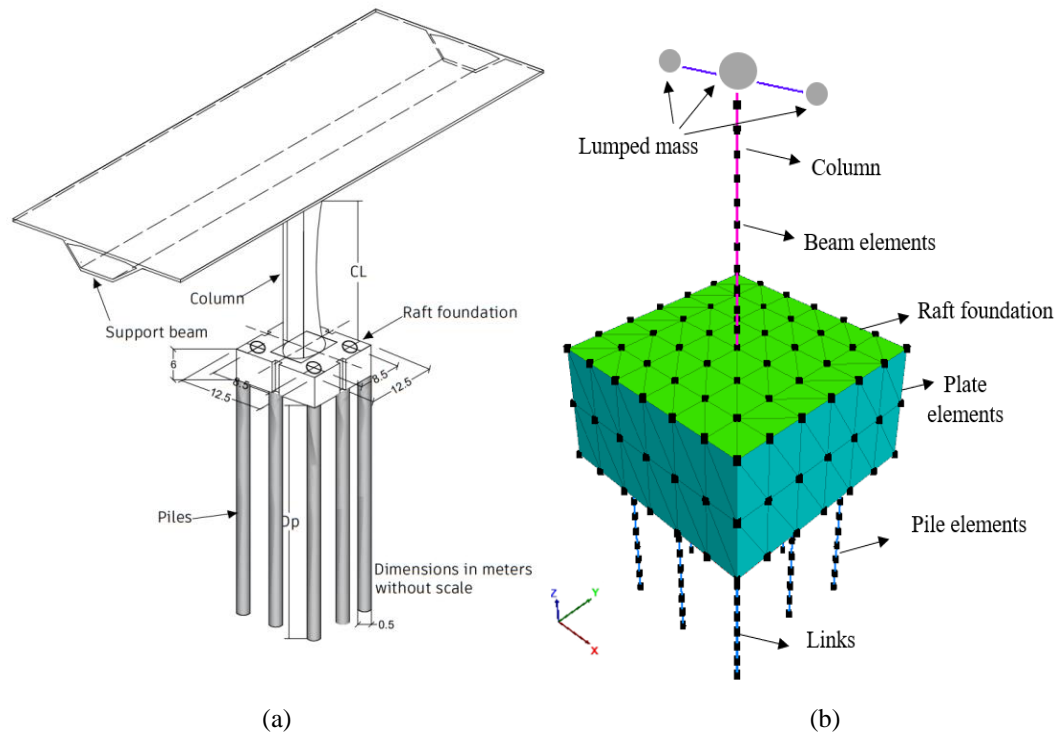 CL
Column
Support beam
Raft foundation
6
8.5
12.5
8.5
12.5
Piles
Dp
Dimensions in meters
without scale
0.5
(a)
Lumped mass
Column
Beam elements
Raft foundation
Plate
elements
Pile elements
Z
Y
X
Links
(b)